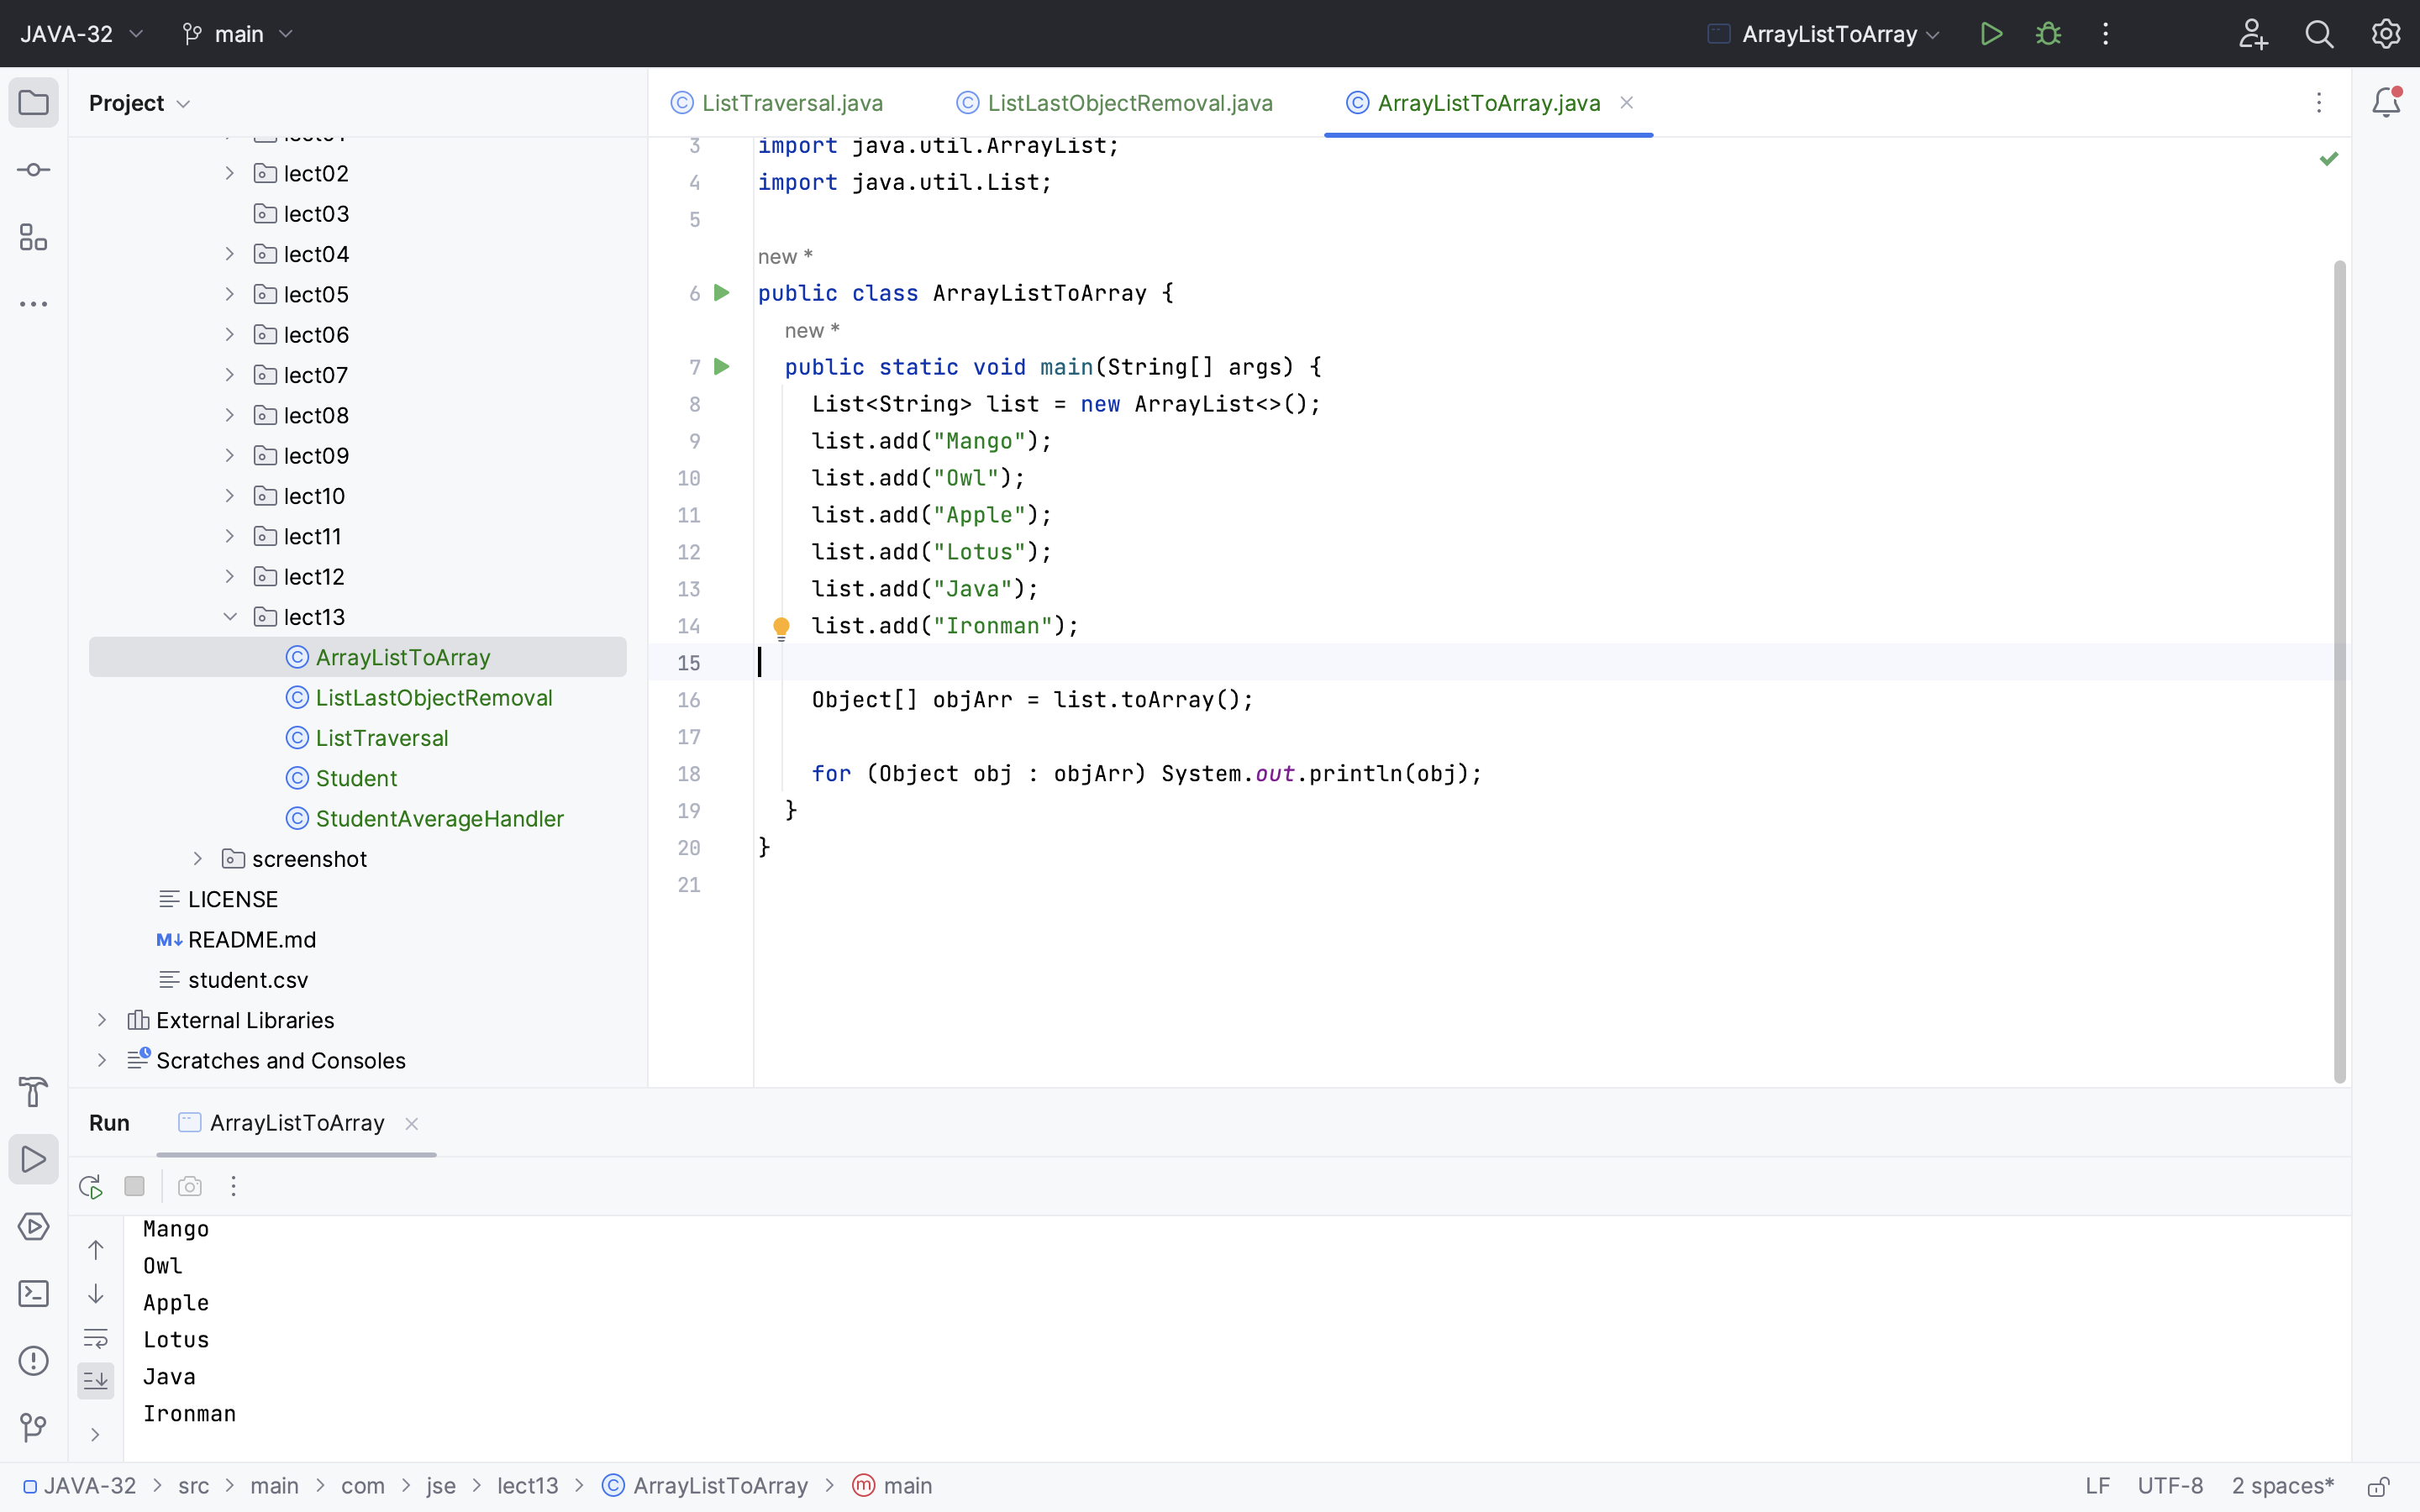 JAVA-32
main
ArrayListToArray
Project
ListTraversal.java
ListLastObjectRemoval.java
ArrayListToArray.java
lect02
lect03
lect04
lect05
lect06
lect07
lect08
lect09
lect10
lect11
lect12
lect13
ArrayListToArray
ListLastObjectRemoval
ListTraversal
Student
StudentAverageHandler
screenshot
LICENSE
M↓ README.md
student.csv
External Libraries
Scratches and Consoles
3 import java.util.ArrayList;
4 import java.util.List;
5
new *
6 public class ArrayListToArray {
new *
7 public static void main(String[] args) {
8 List<String> list = new ArrayList<>();
9 list.add("Mango");
10 list.add("Owl");
11 list.add("Apple");
12 list.add("Lotus");
13 list.add("Java");
14 list.add("Ironman");
15
16 Object[] objArr = list.toArray();
17
18 for (Object obj : objArr) System.out.println(obj);
19 }
20 }
21
Run
ArrayListToArray
Mango
Owl
Apple
Lotus
Java
Ironman
JAVA-32 > src > main > com > jse > lect13 > ArrayListToArray > main
LF
UTF-8
2 spaces*